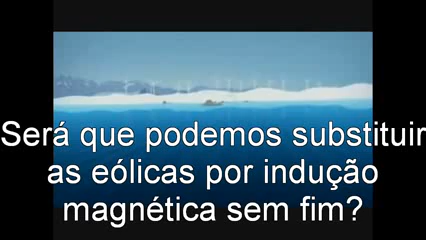 Será que podemos substituir
as eólicas por indução
magnética sem fim?